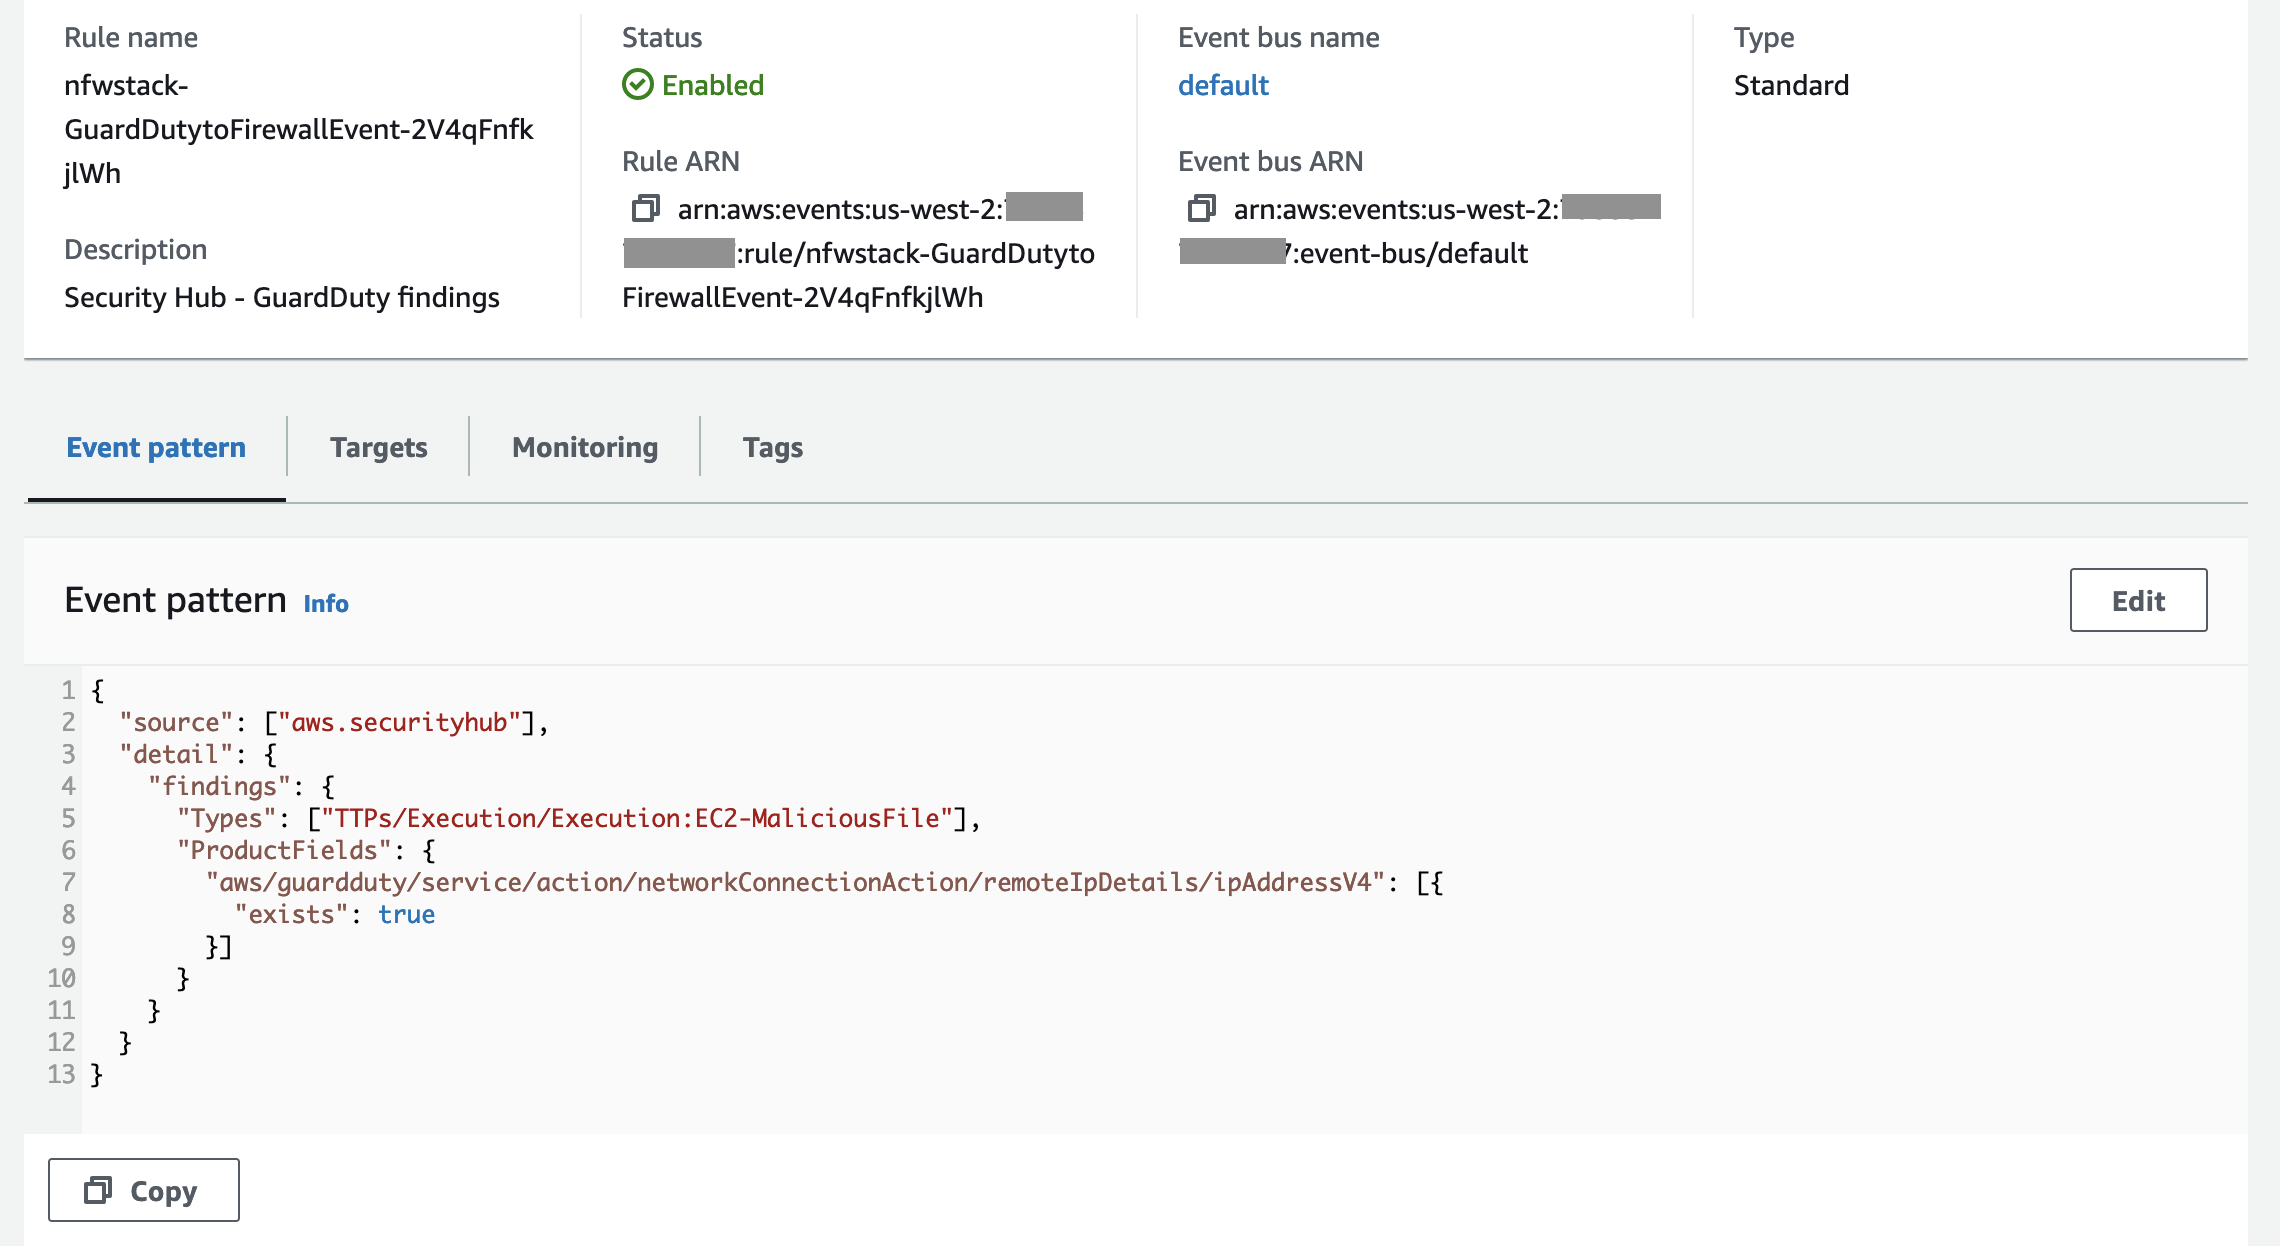 Rule name
nfwstack-
GuardDutytoFirewallEvent-2V4qFnfk
jlWh
Description
Security Hub - GuardDuty findings
Status
Enabled
Rule ARN
arn:aws:events:us-west-2:
:rule/nfwstack-GuardDutyto
FirewallEvent-2V4qFnfkjlWh
Event bus name
default
Event bus ARN
arn:aws:events:us-west-2:
:event-bus/default
Type
Standard
Event pattern
Targets
Monitoring
Tags
Event pattern Info
Edit
1 {
2   "source": ["aws.securityhub"],
3   "detail": {
4     "findings": {
5       "Types": ["TTPs/Execution/Execution:EC2-MaliciousFile"],
6       "ProductFields": {
7         "aws/guardduty/service/action/networkConnectionAction/remoteIpDetails/ipAddressV4": [{
8           "exists": true
9         }]
10       }
11     }
12   }
13 }
Copy